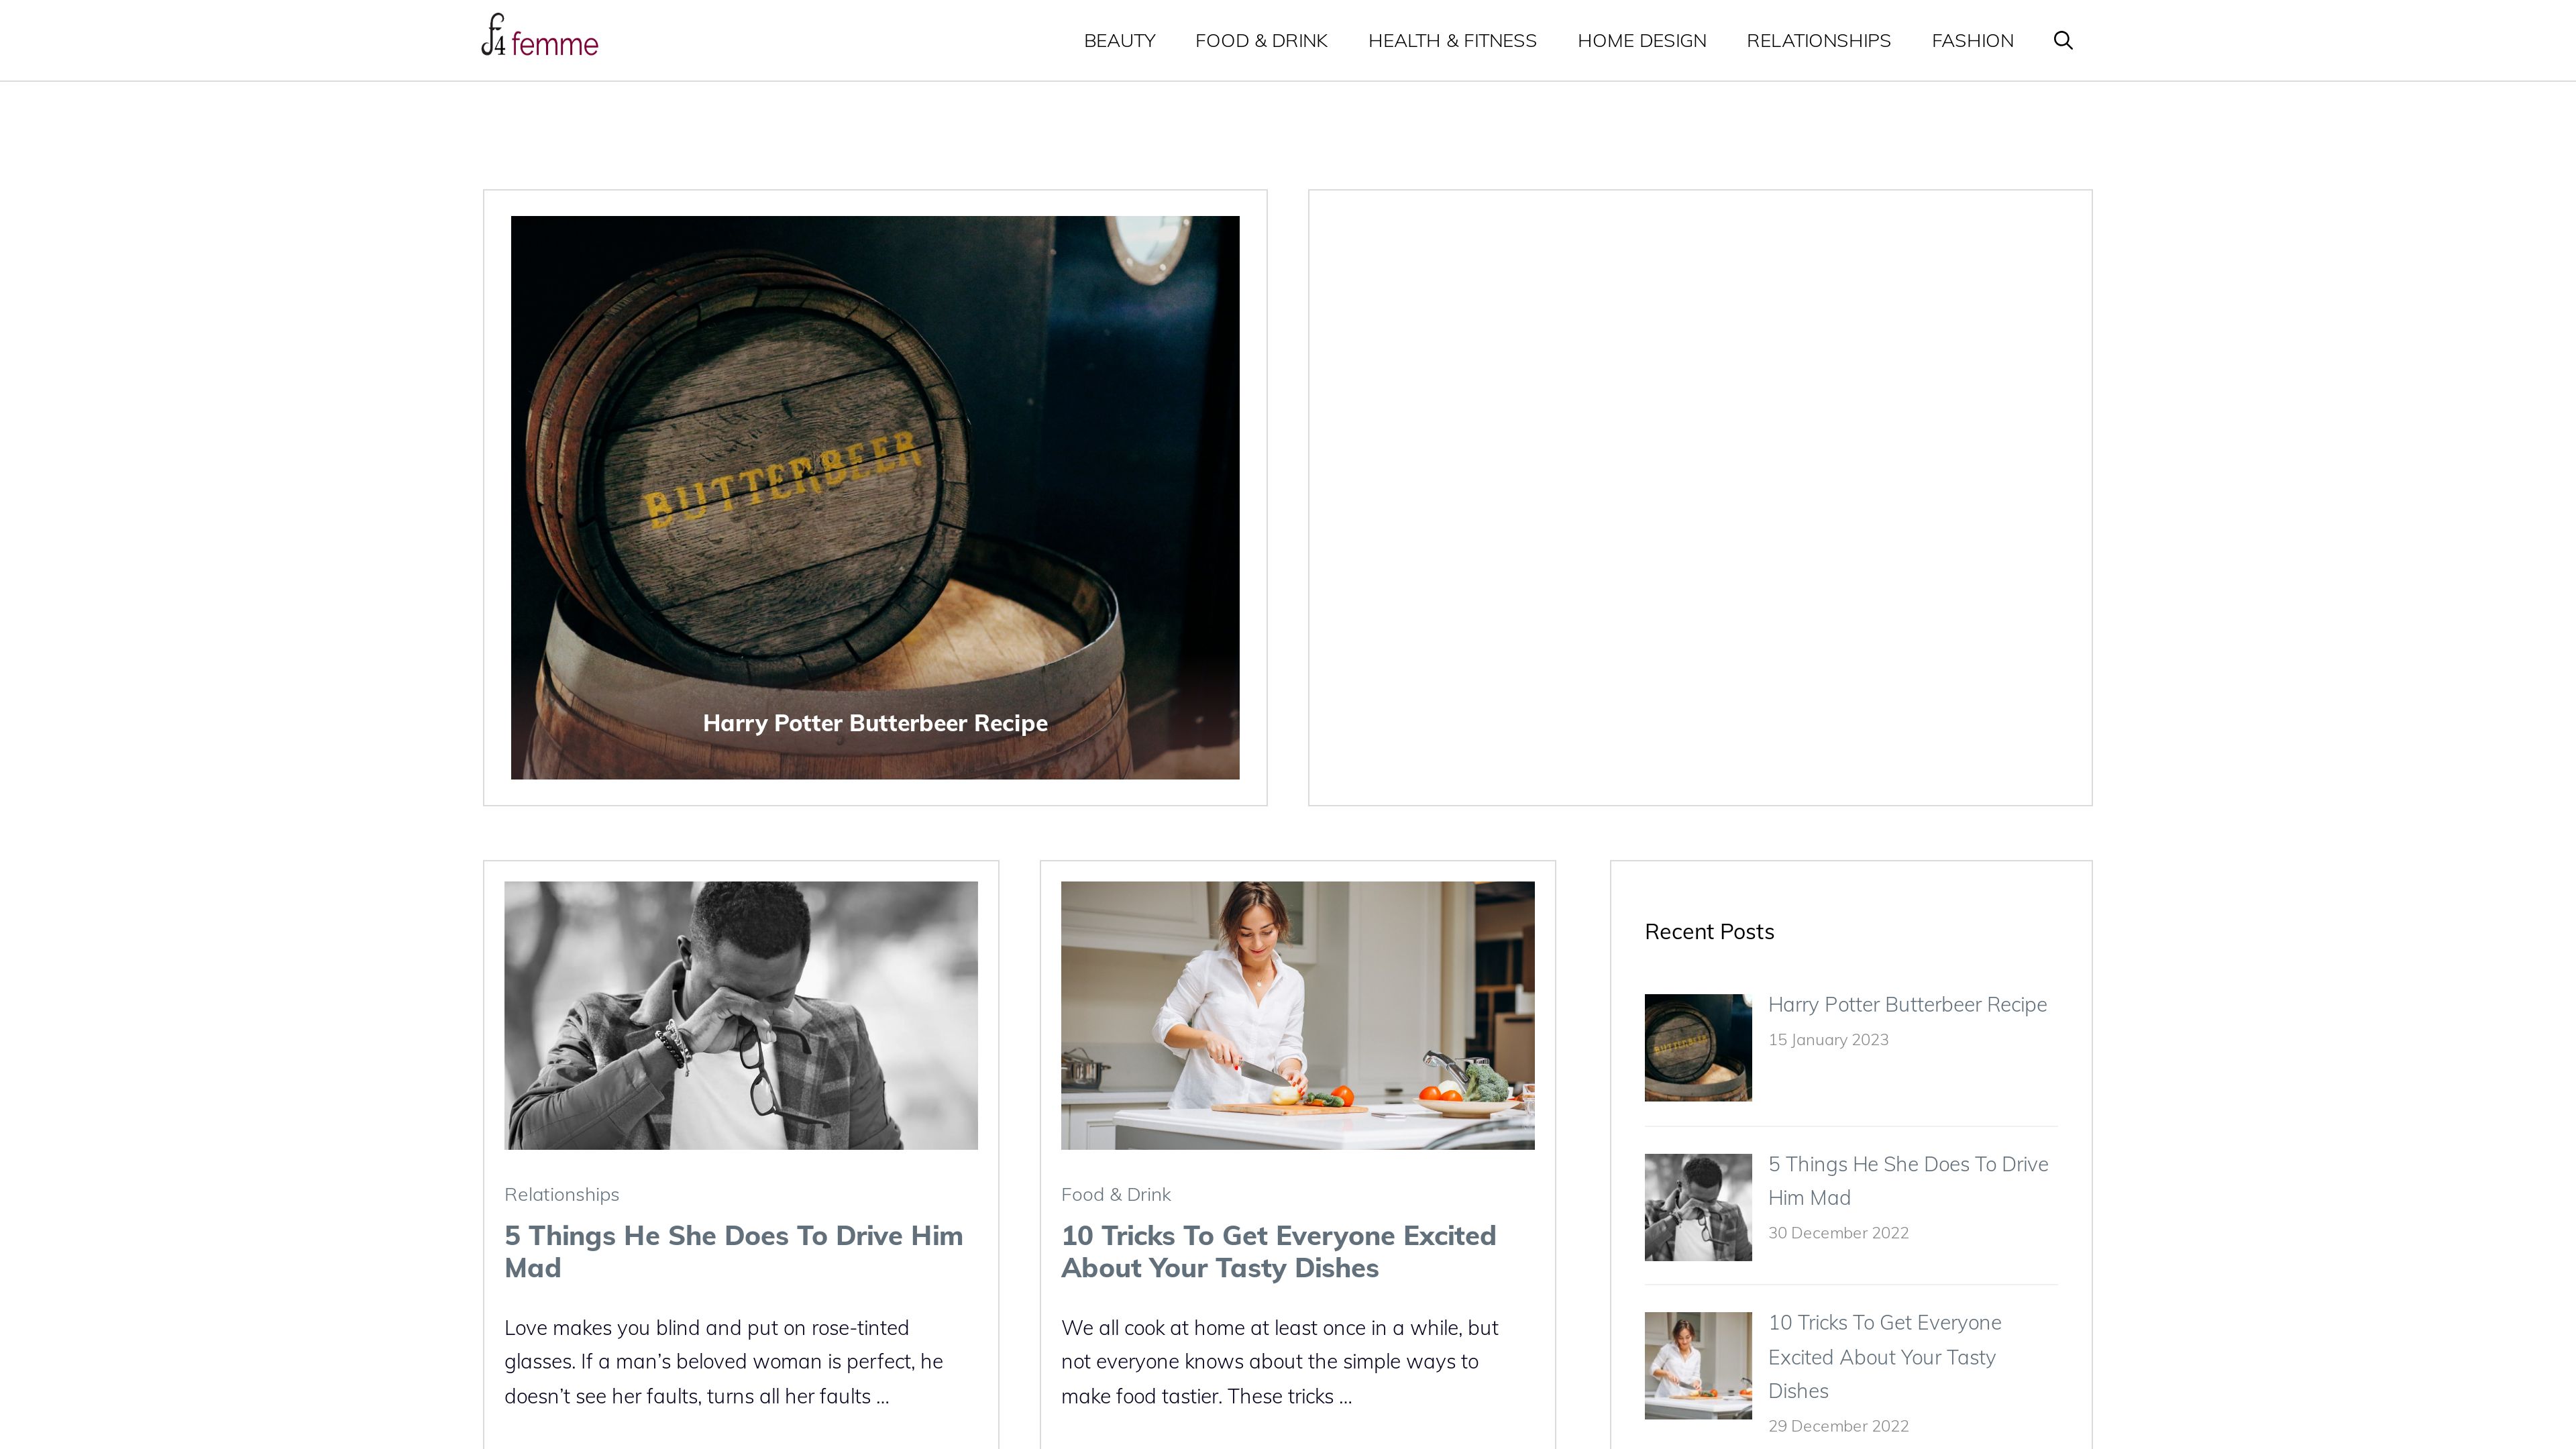 f4 femme
BEAUTY
FOOD & DRINK
HEALTH & FITNESS
HOME DESIGN
RELATIONSHIPS
FASHION
BUTTERBEER
Harry Potter Butterbeer Recipe
Relationships
5 Things He She Does To Drive Him
Mad
Love makes you blind and put on rose-tinted
glasses. If a man’s beloved woman is perfect, he
doesn’t see her faults, turns all her faults ...
Food & Drink
10 Tricks To Get Everyone Excited
About Your Tasty Dishes
We all cook at home at least once in a while, but
not everyone knows about the simple ways to
make food tastier. These tricks ...
Recent Posts
BUTTERBEER
Harry Potter Butterbeer Recipe
15 January 2023
5 Things He She Does To Drive
Him Mad
30 December 2022
10 Tricks To Get Everyone
Excited About Your Tasty
Dishes
29 December 2022